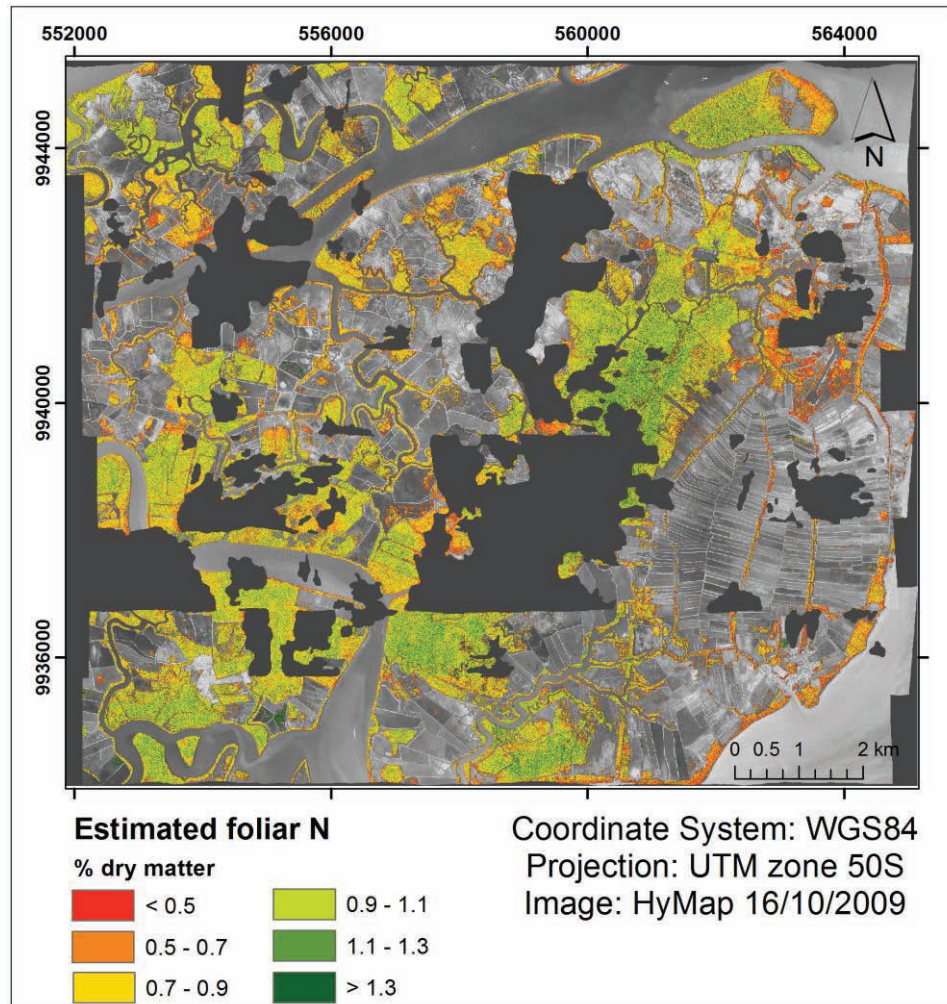 552000 556000 560000 564000
9944000
9940000
9936000
N
0 0.5 1 2 km
Estimated foliar N
% dry matter
< 0.5
0.5 - 0.7
0.7 - 0.9
0.9 - 1.1
1.1 - 1.3
> 1.3
Coordinate System: WGS84
Projection: UTM zone 50S
Image: HyMap 16/10/2009